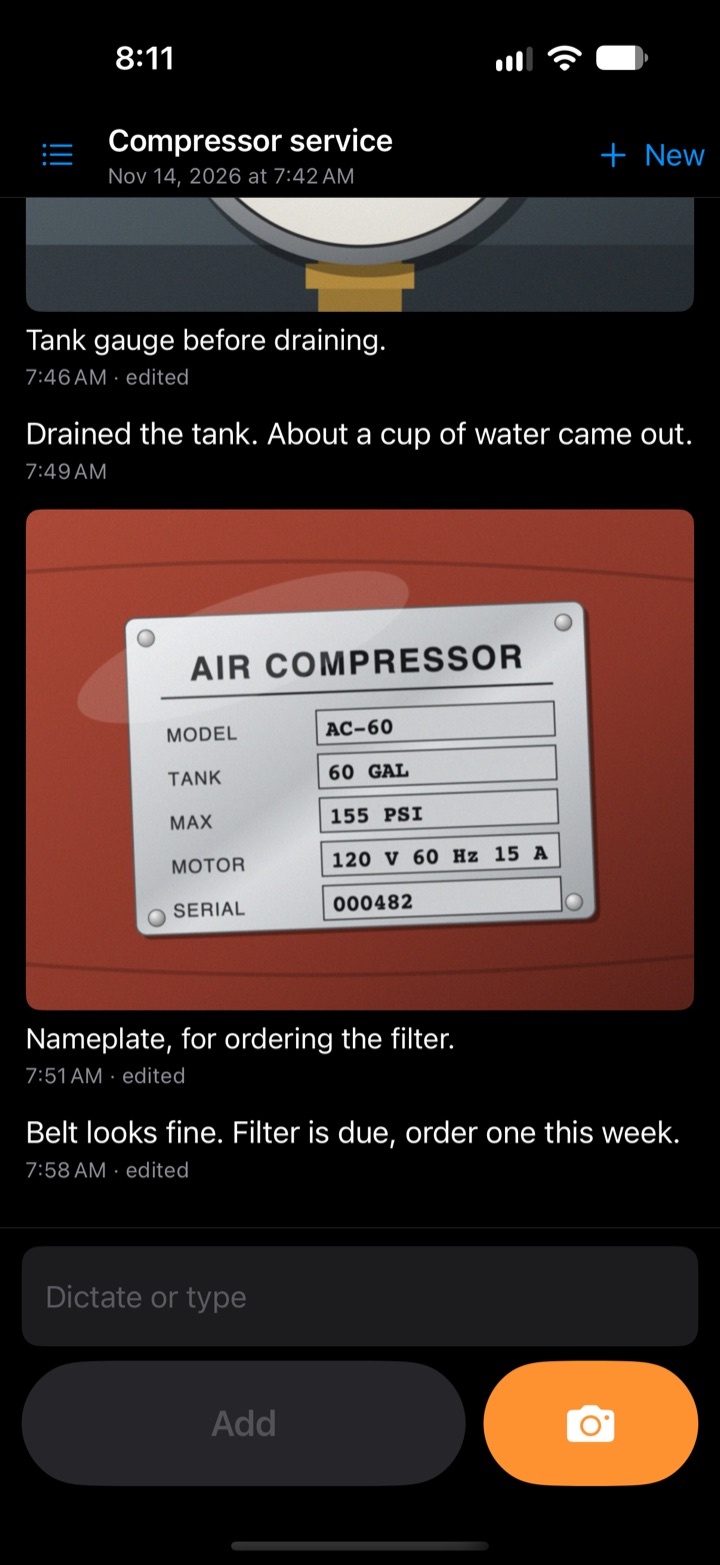 8:11
Compressor service
Nov 14, 2026 at 7:42 AM
+ New
Tank gauge before draining.
7:46 AM · edited
Drained the tank. About a cup of water came out.
7:49 AM
AIR COMPRESSOR
MODEL AC-60
TANK 60 GAL
MAX 155 PSI
MOTOR 120 V 60 Hz 15 A
SERIAL 000482
Nameplate, for ordering the filter.
7:51 AM · edited
Belt looks fine. Filter is due, order one this week.
7:58 AM · edited
Dictate or type
Add